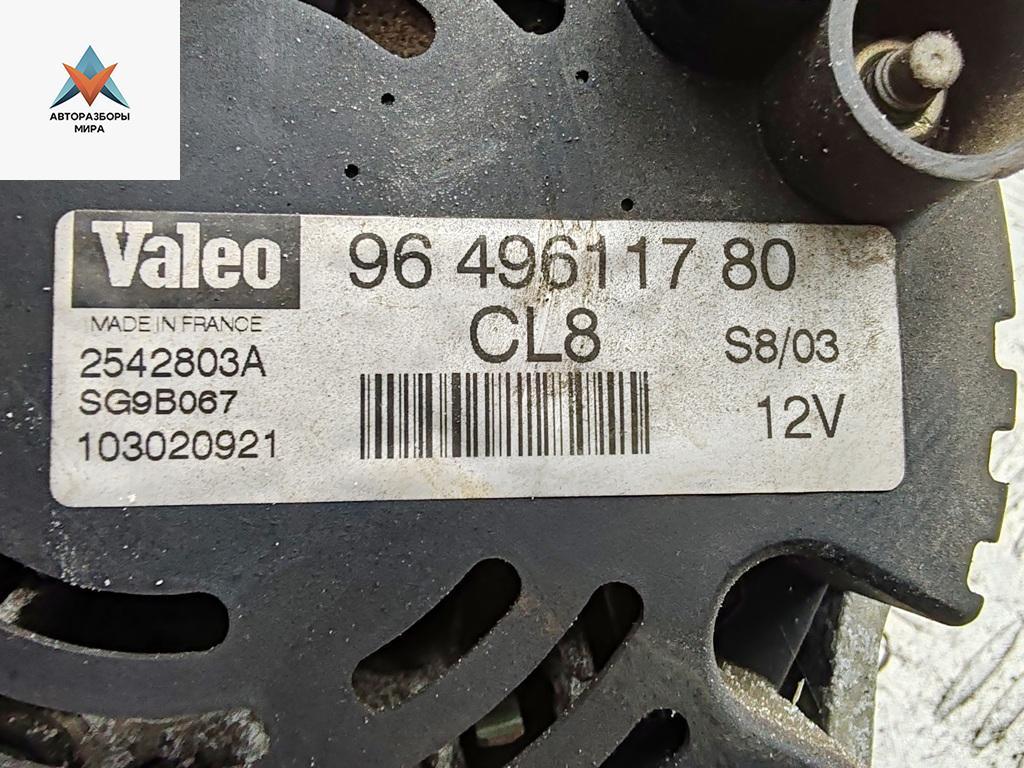 АВТОРАЗБОРЫ
МИРА
Valeo
96 496117 80
MADE IN FRANCE
CL8
2542803A
S8/03
SG9B067
12V
103020921